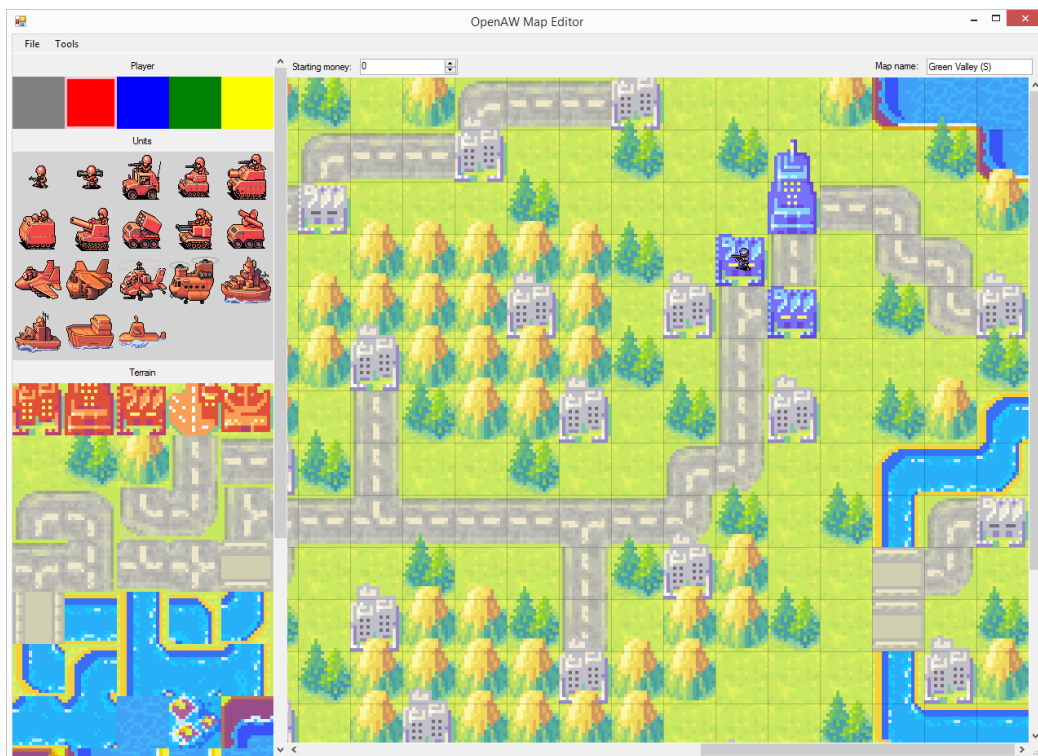 OpenAW Map Editor
File Tools
Player
Starting money: 0
Map name: Green Valley (S)
Units
Terrain